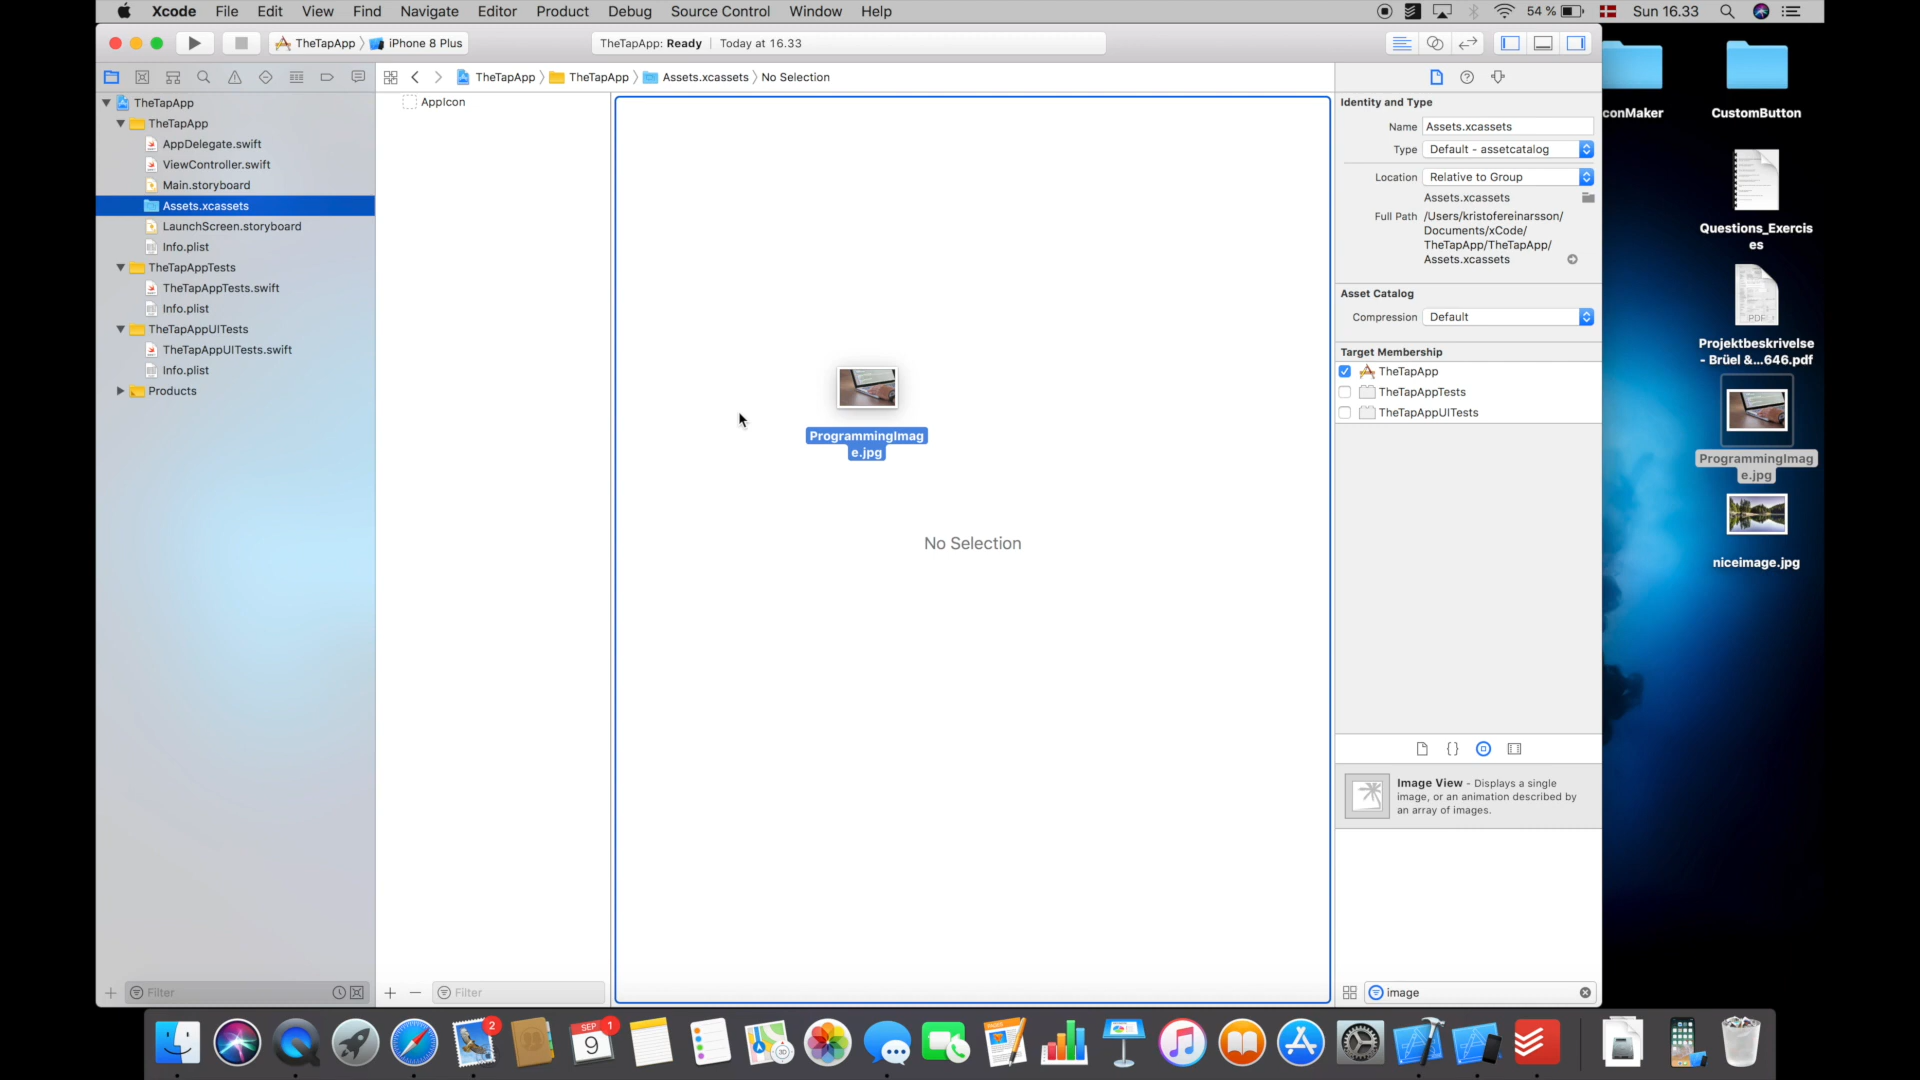 Xcode File Edit View Find Navigate Editor Product Debug Source Control Window Help
54 % Sun 16.33
TheTapApp iPhone 8 Plus
TheTapApp: Ready | Today at 16.33
TheTapApp TheTapApp Assets.xcassets No Selection
TheTapApp
TheTapApp
AppDelegate.swift
ViewController.swift
Main.storyboard
Assets.xcassets
LaunchScreen.storyboard
Info.plist
TheTapAppTests
TheTapAppTests.swift
Info.plist
TheTapAppUITests
TheTapAppUITests.swift
Info.plist
Products
Filter
AppIcon
Filter
ProgrammingImag
e.jpg
No Selection
Identity and Type
Name Assets.xcassets
Type Default - assetcatalog
Location Relative to Group
Assets.xcassets
Full Path /Users/kristofereinarsson/
Documents/xCode/
TheTapApp/TheTapApp/
Assets.xcassets
Asset Catalog
Compression Default
Target Membership
TheTapApp
TheTapAppTests
TheTapAppUITests
{}
Image View - Displays a single
image, or an animation described by
an array of images.
image
conMaker
CustomButton
Questions_Exercis
es
PDF
Projektbeskrivelse
- Brüel &...646.pdf
ProgrammingImag
e.jpg
niceimage.jpg
2
SEP
1
9